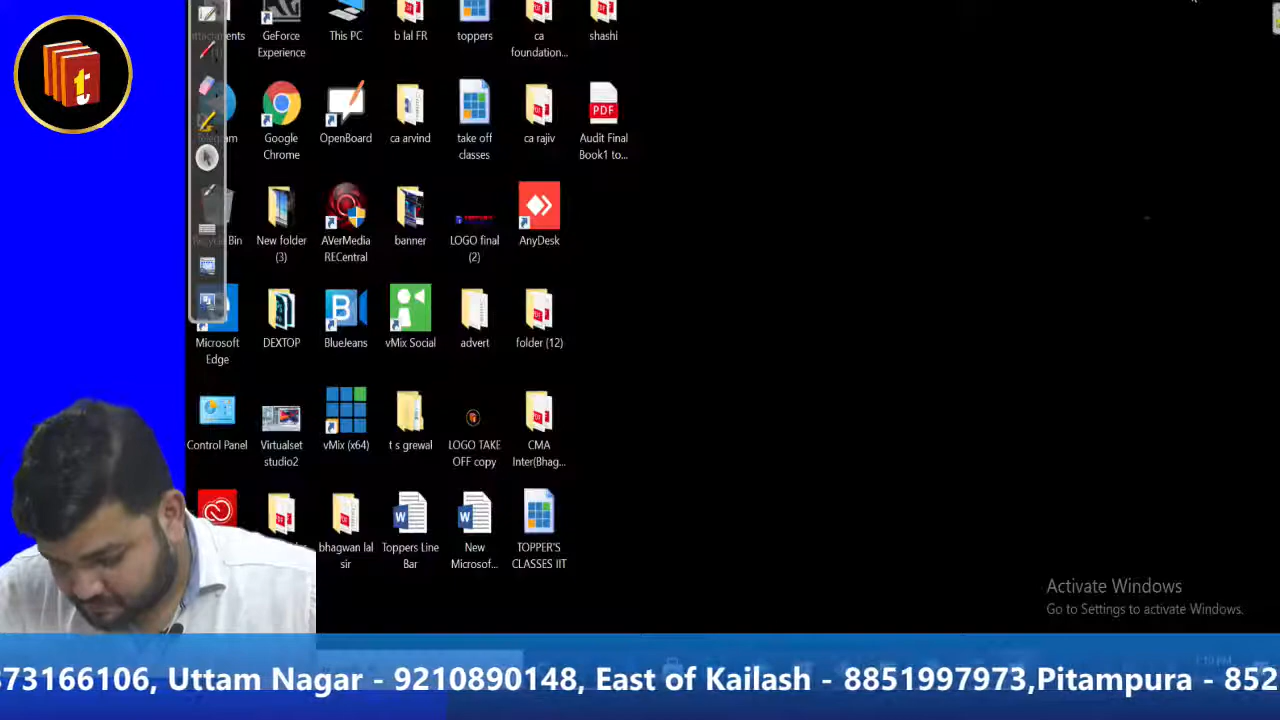 t
GeForce
Experience
This PC
b lal FR
toppers
ca
foundation...
shashi
Google
Chrome
OpenBoard
ca arvind
take off
classes
ca rajiv
PDF
Audit Final
Book1 to...
New folder
(3)
AVerMedia
RECentral
banner
LOGO final
(2)
AnyDesk
Microsoft
Edge
DEXTOP
BlueJeans
vMix Social
advert
folder (12)
Control Panel
Virtualset
studio2
vMix (x64)
t s grewal
LOGO TAKE
OFF copy
CMA
Inter(Bhag...
bhagwan lal
sir
Toppers Line
Bar
New
Microsof...
TOPPER'S
CLASSES IIT
Activate Windows
Go to Settings to activate Windows.
373166106, Uttam Nagar - 9210890148, East of Kailash - 8851997973,Pitampura - 852